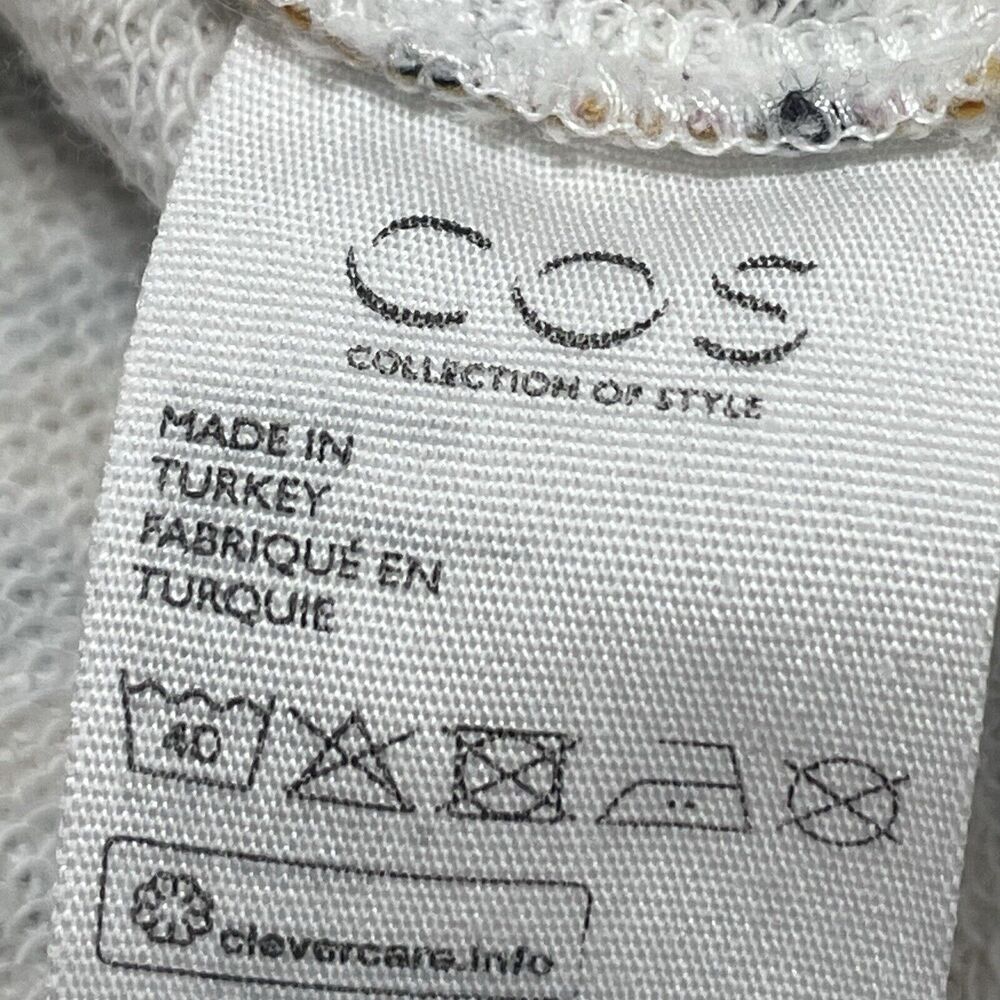 COS
COLLECTION OF STYLE
MADE IN
TURKEY
FABRIQUÉ EN
TURQUIE
40
clevercare.info